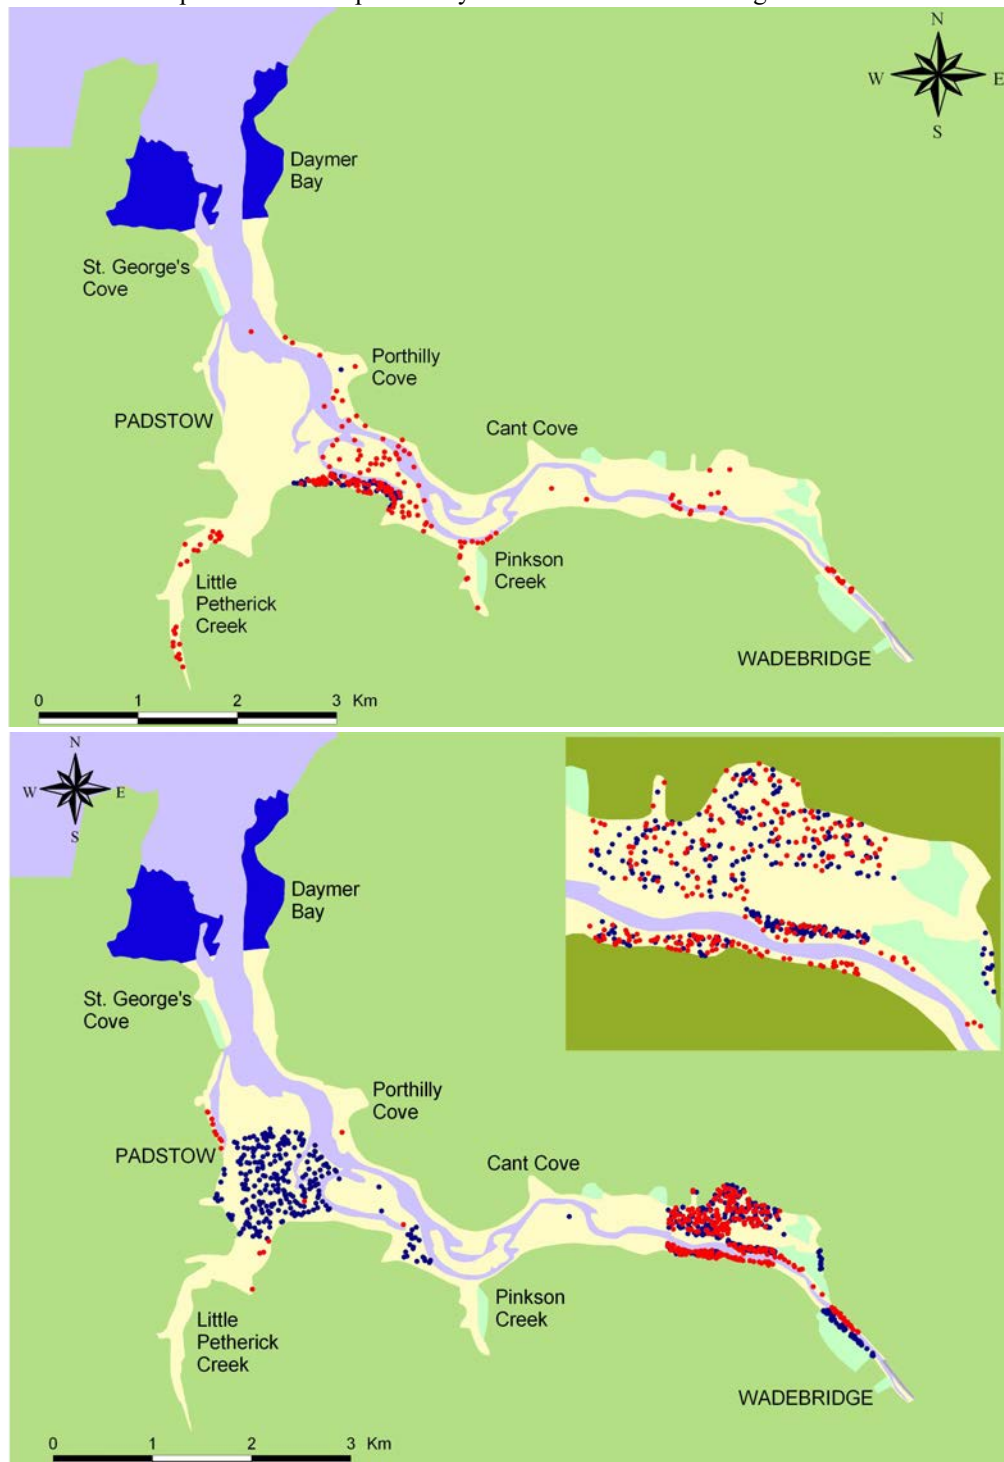 N
W E
S
Daymer
Bay
St. George's
Cove
Porthilly
Cove
PADSTOW
Cant Cove
Pinkson
Creek
Little
Petherick
Creek
WADEBRIDGE
0 1 2 3 Km
N
W E
S
Daymer
Bay
St. George's
Cove
Porthilly
Cove
PADSTOW
Cant Cove
Pinkson
Creek
Little
Petherick
Creek
WADEBRIDGE
0 1 2 3 Km